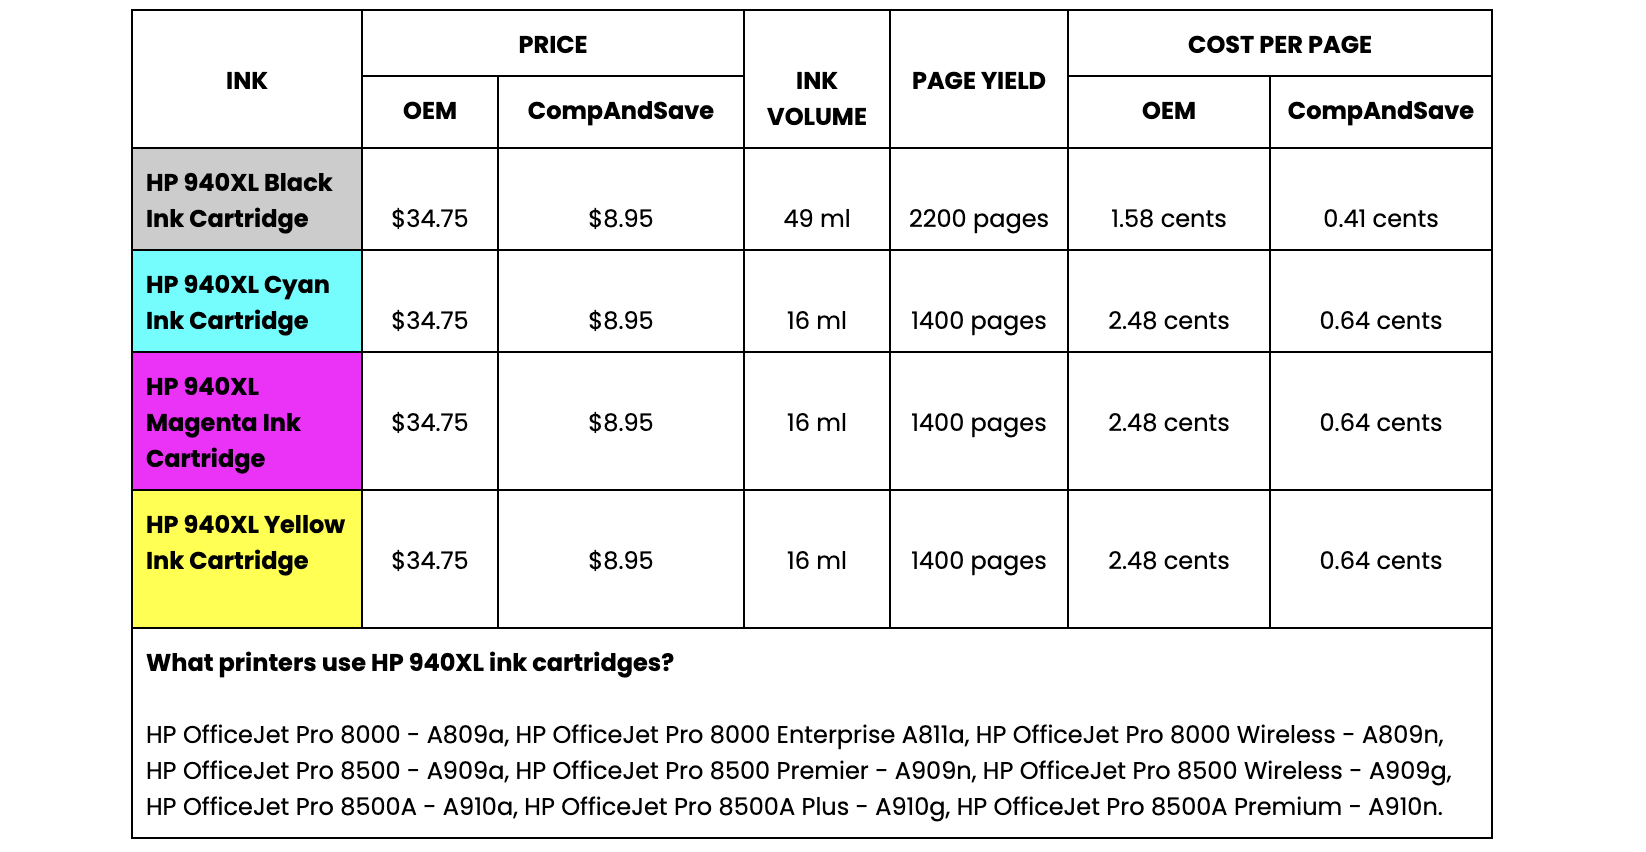 INK
PRICE
INK
VOLUME
PAGE YIELD
COST PER PAGE
OEM
CompAndSave
OEM
CompAndSave
HP 940XL Black
Ink Cartridge
$34.75
$8.95
49 ml
2200 pages
1.58 cents
0.41 cents
HP 940XL Cyan
Ink Cartridge
$34.75
$8.95
16 ml
1400 pages
2.48 cents
0.64 cents
HP 940XL
Magenta Ink
Cartridge
$34.75
$8.95
16 ml
1400 pages
2.48 cents
0.64 cents
HP 940XL Yellow
Ink Cartridge
$34.75
$8.95
16 ml
1400 pages
2.48 cents
0.64 cents
What printers use HP 940XL ink cartridges?
HP OfficeJet Pro 8000 - A809a, HP OfficeJet Pro 8000 Enterprise A811a, HP OfficeJet Pro 8000 Wireless - A809n,
HP OfficeJet Pro 8500 - A909a, HP OfficeJet Pro 8500 Premier - A909n, HP OfficeJet Pro 8500 Wireless - A909g,
HP OfficeJet Pro 8500A - A910a, HP OfficeJet Pro 8500A Plus - A910g, HP OfficeJet Pro 8500A Premium - A910n.